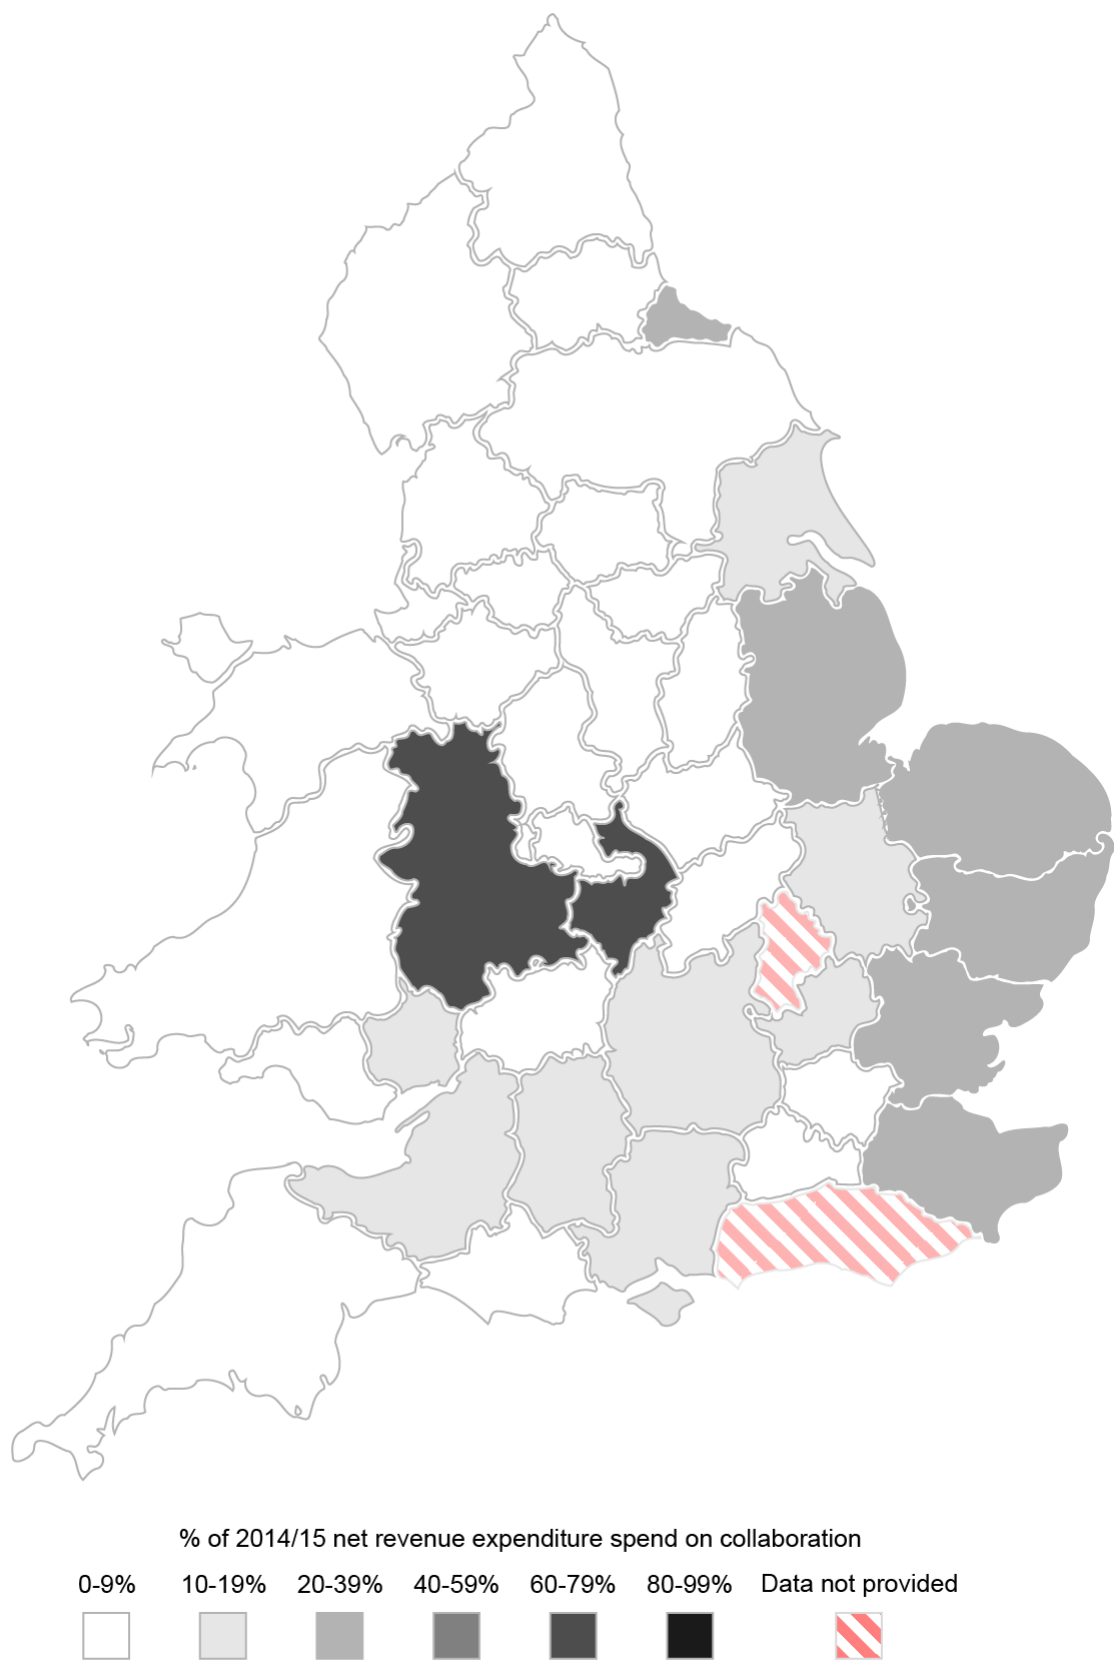 % of 2014/15 net revenue expenditure spend on collaboration
0-9% 10-19% 20-39% 40-59% 60-79% 80-99% Data not provided